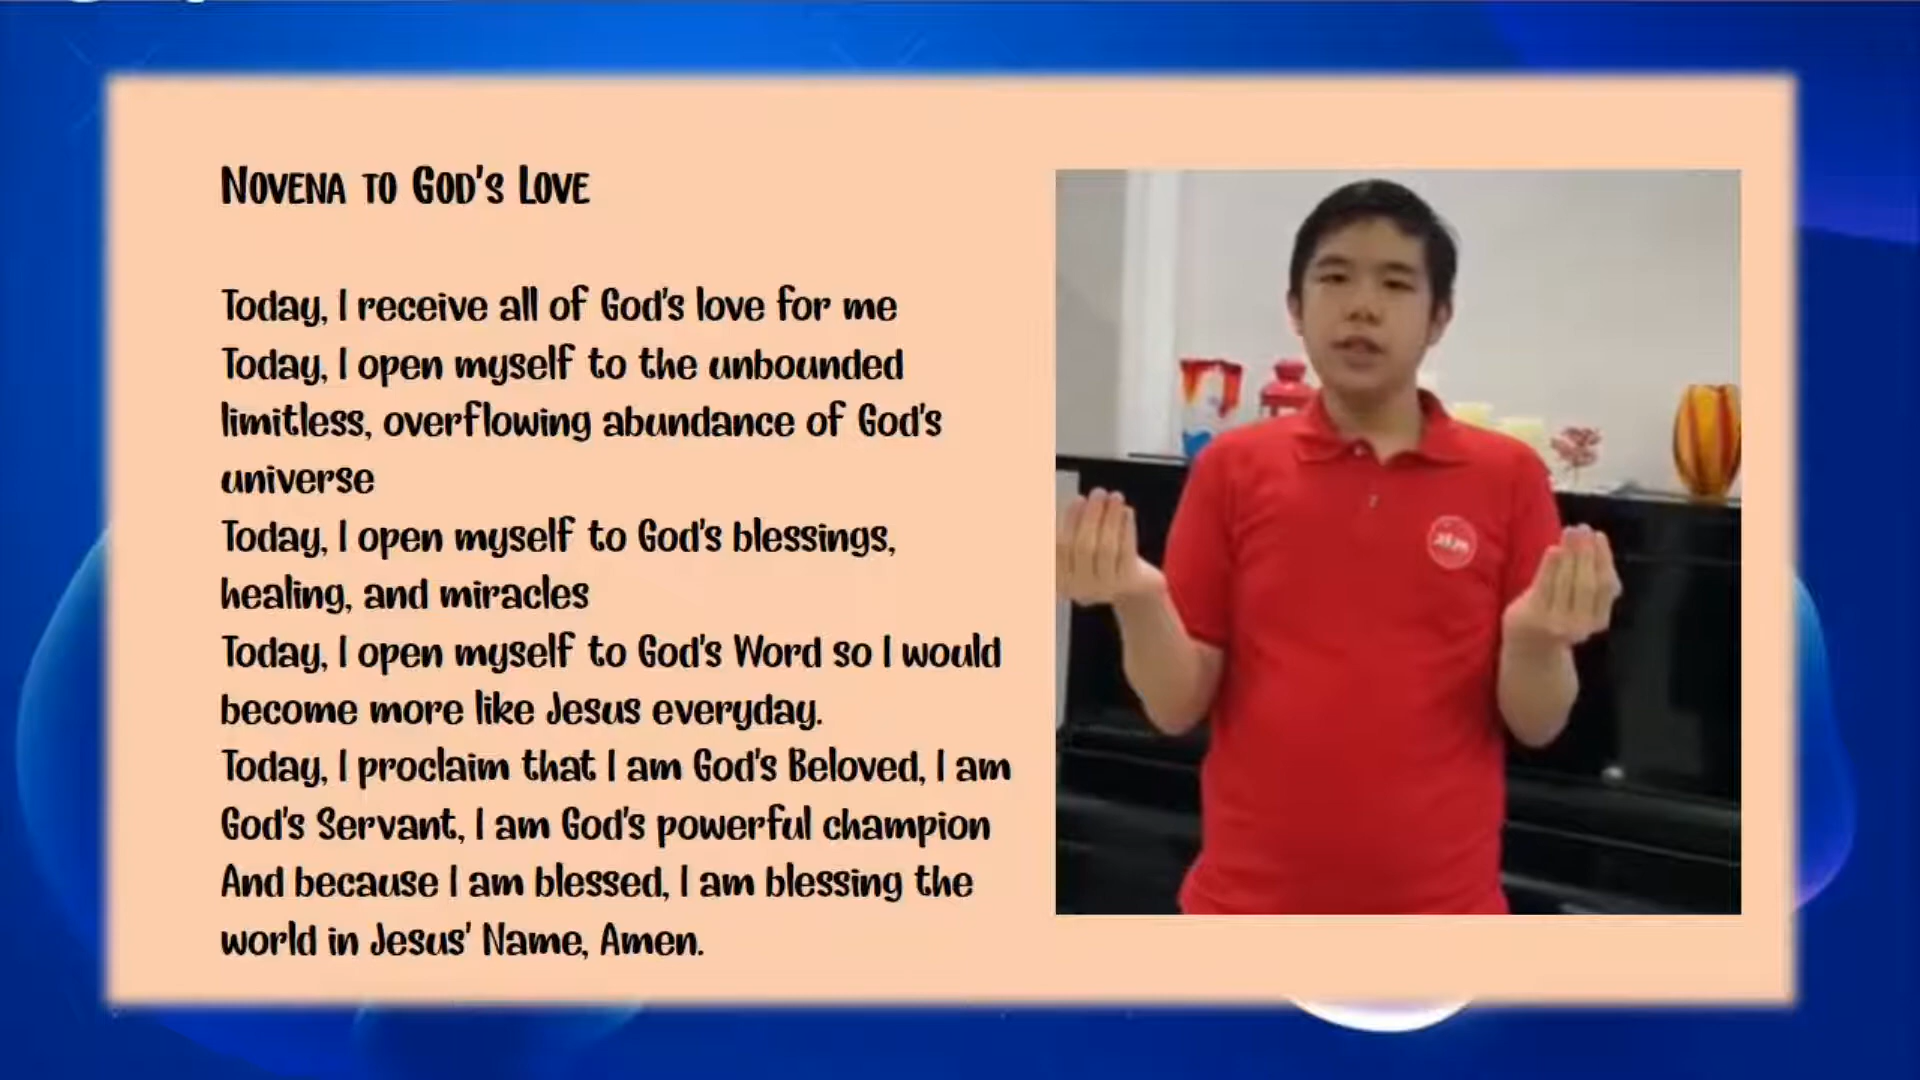 Novena to God's Love
Today, I receive all of God's love for me
Today, I open myself to the unbounded
limitless, overflowing abundance of God's
universe
Today, I open myself to God's blessings,
healing, and miracles
Today, I open myself to God's Word so I would
become more like Jesus everyday.
Today, I proclaim that I am God's Beloved, I am
God's Servant, I am God's powerful champion
And because I am blessed, I am blessing the
world in Jesus' Name, Amen.